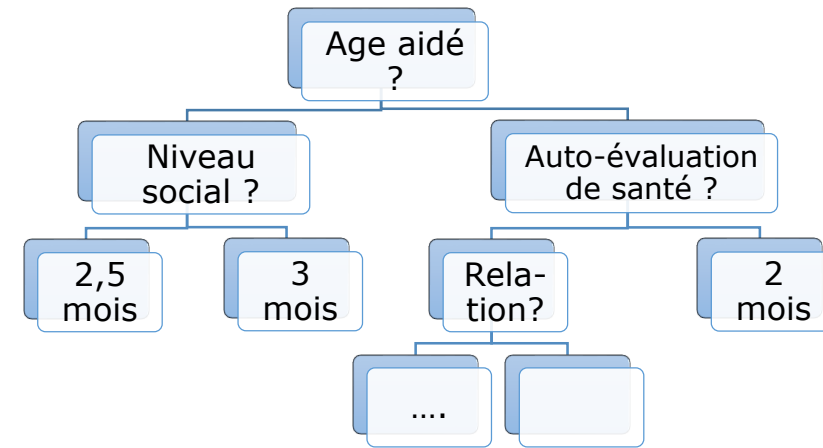 Age aidé
?
Niveau
social ?
Auto-évaluation
de santé ?
2,5
mois
3
mois
Rela-
tion?
2
mois
....